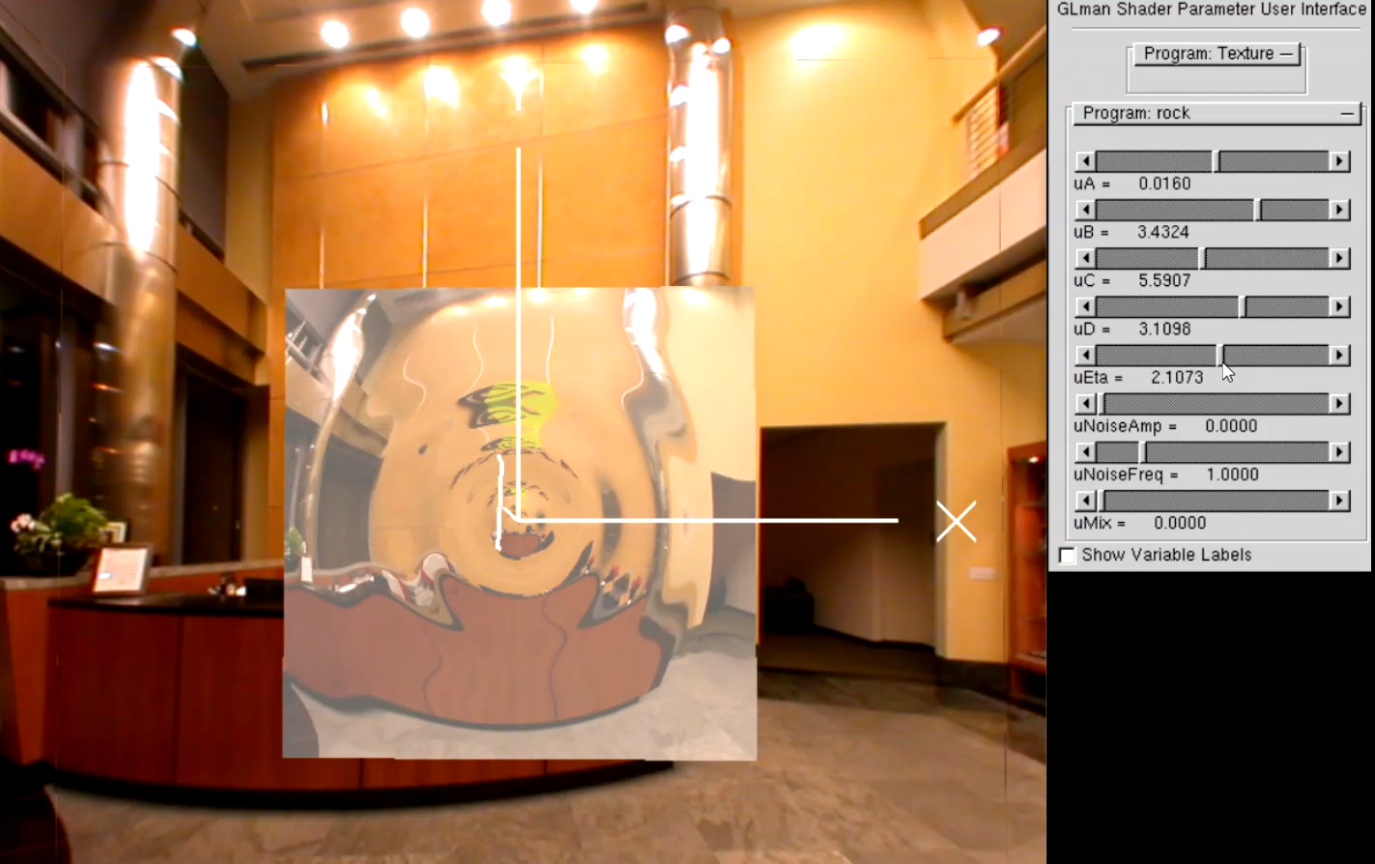 GLman Shader Parameter User Interface
Program: Texture
Program: rock
uA = 0.0160
uB = 3.4324
uC = 5.5907
uD = 3.1098
uEta = 2.1073
uNoiseAmp = 0.0000
uNoiseFreq = 1.0000
uMix = 0.0000
Show Variable Labels
X